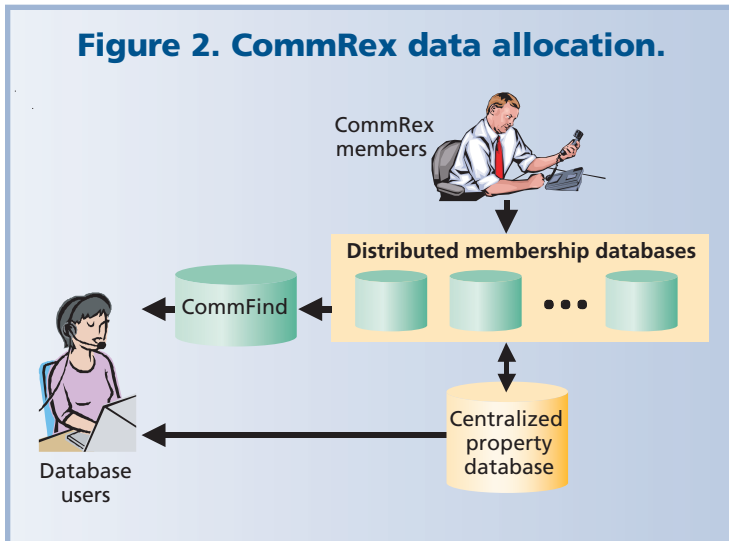 Figure 2. CommRex data allocation.
CommRex
members
Distributed membership databases
CommFind
Centralized
property
database
Database
users